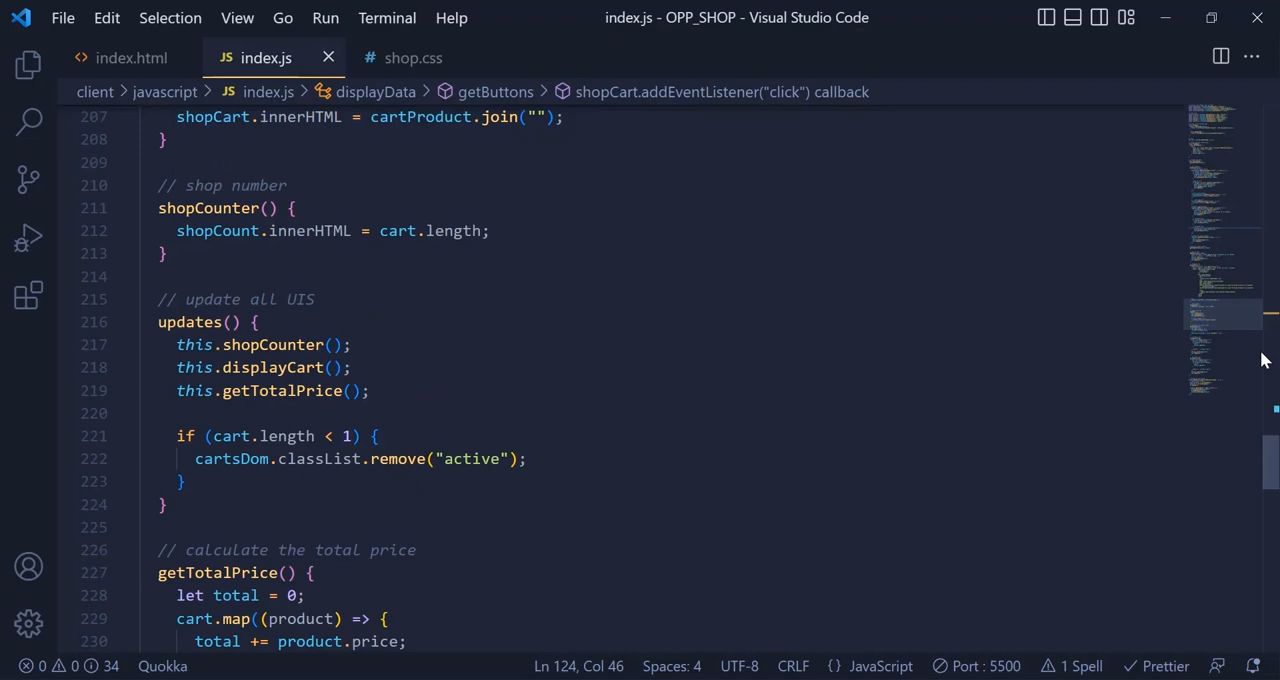 File Edit Selection View Go Run Terminal Help index.js - OPP_SHOP - Visual Studio Code
<> index.html JS index.js # shop.css
client > javascript > JS index.js > displayData > getButtons > shopCart.addEventListener("click") callback
207 shopCart.innerHTML = cartProduct.join("");
208 }
209
210 // shop number
211 shopCounter() {
212 shopCount.innerHTML = cart.length;
213 }
214
215 // update all UIS
216 updates() {
217 this.shopCounter();
218 this.displayCart();
219 this.getTotalPrice();
220
221 if (cart.length < 1) {
222 cartsDom.classList.remove("active");
223 }
224 }
225
226 // calculate the total price
227 getTotalPrice() {
228 let total = 0;
229 cart.map((product) => {
230 total += product.price;
0 0 34 Quokka Ln 124, Col 46 Spaces: 4 UTF-8 CRLF {} JavaScript Port : 5500 1 Spell Prettier